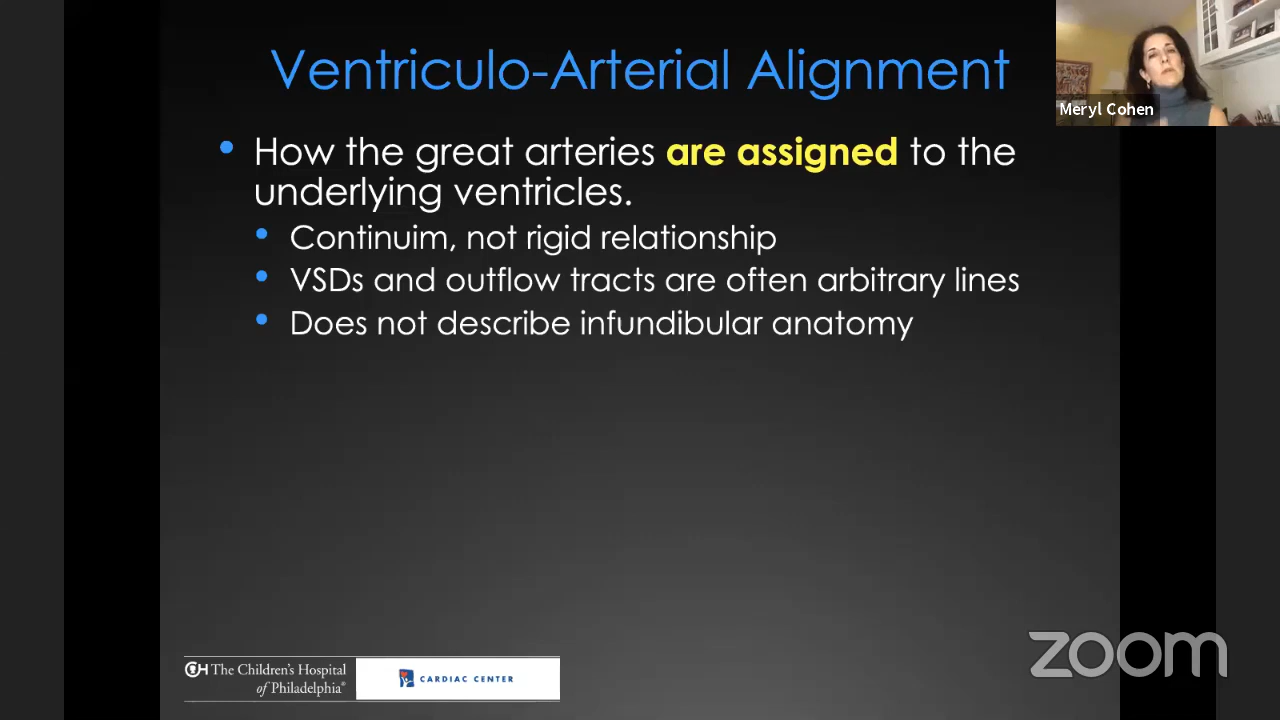 Ventriculo-Arterial Alignment
Meryl Cohen
How the great arteries are assigned to the
underlying ventricles.
Continuim, not rigid relationship
VSDs and outflow tracts are often arbitrary lines
Does not describe infundibular anatomy
The Children's Hospital
of Philadelphia®
CARDIAC CENTER
zoom